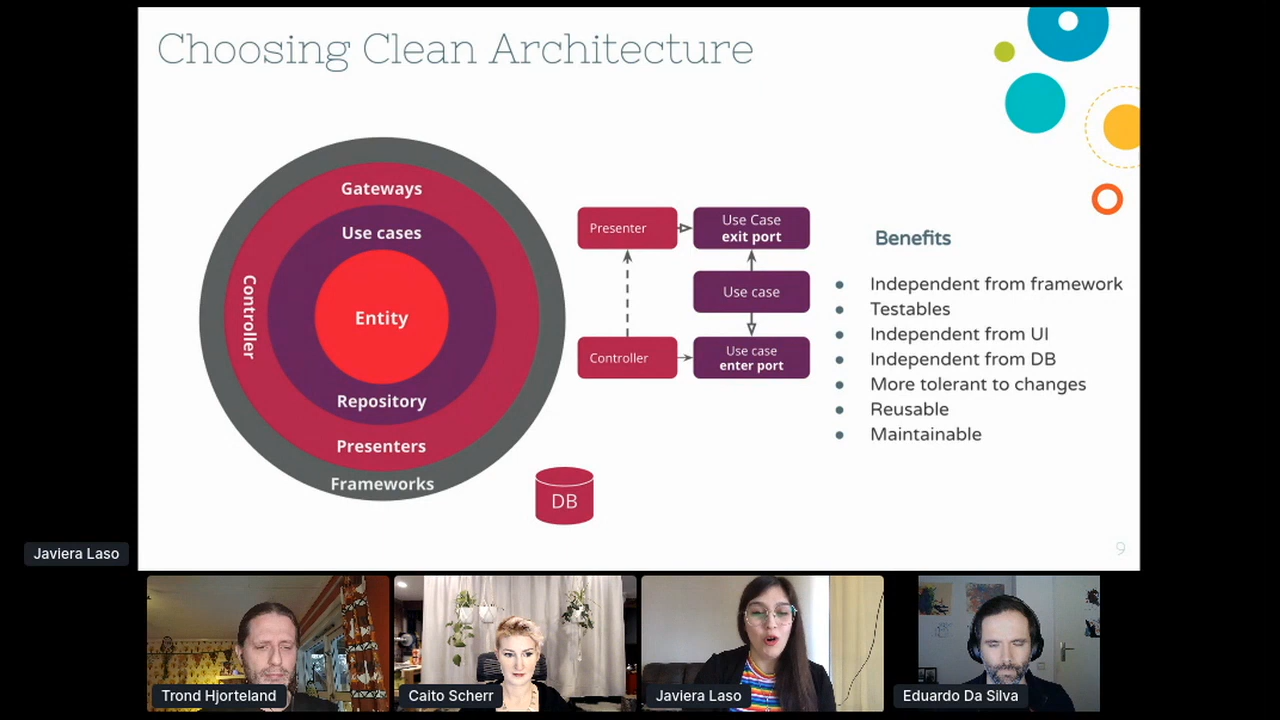 Choosing Clean Architecture
Gateways
Use cases
Controller
Entity
Repository
Presenters
Frameworks
DB
Presenter
Use Case
exit port
Use case
Controller
Use case
enter port
Benefits
● Independent from framework
● Testables
● Independent from UI
● Independent from DB
● More tolerant to changes
● Reusable
● Maintainable
9
Javiera Laso
Trond Hjorteland
Caito Scherr
Javiera Laso
Eduardo Da Silva